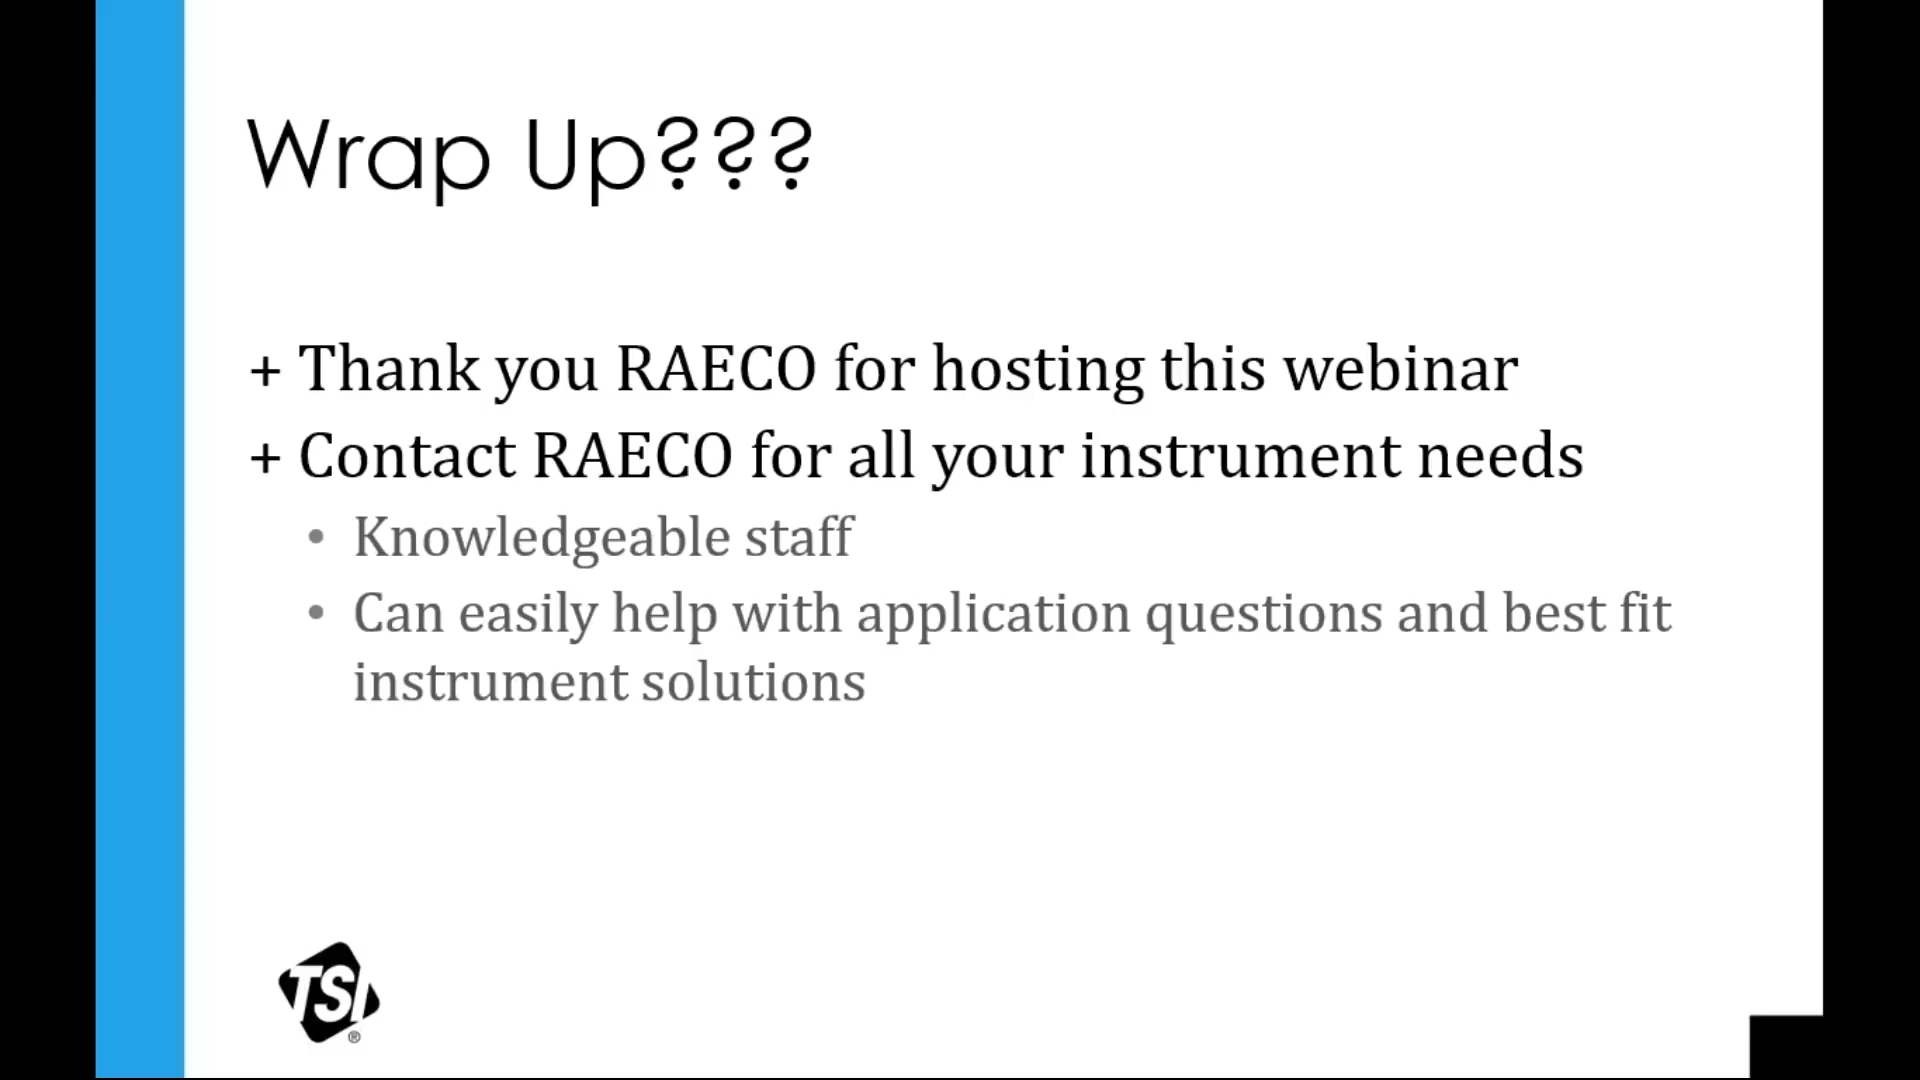 Wrap Up???
+ Thank you RAECO for hosting this webinar
+ Contact RAECO for all your instrument needs
• Knowledgeable staff
• Can easily help with application questions and best fit
instrument solutions
TSI
®